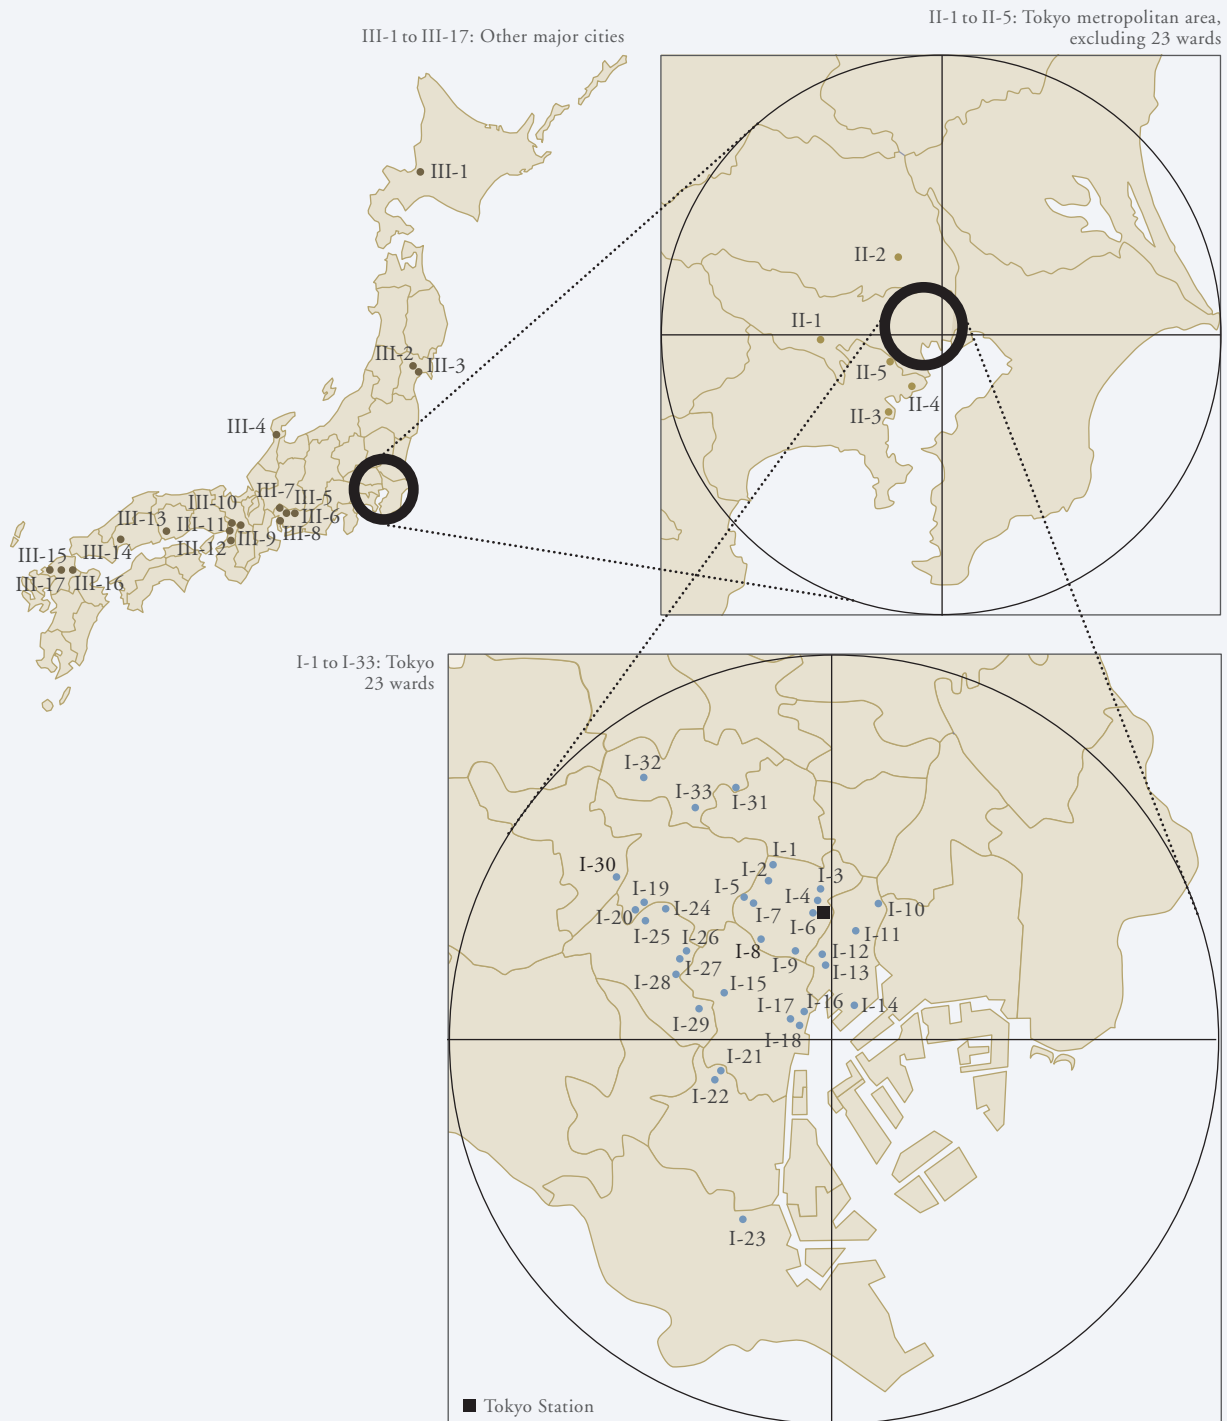 II-1 to II-5: Tokyo metropolitan area,
excluding 23 wards
III-1 to III-17: Other major cities
III-1
III-2
III-3
III-4
III-7
III-5
III-10
III-6
III-13
III-11
III-8
III-9
III-12
III-14
III-15
III-17
III-16
II-2
II-1
II-5
II-4
II-3
I-1 to I-33: Tokyo
23 wards
I-32
I-33
I-31
I-1
I-30
I-2
I-3
I-5
I-4
I-19
I-24
I-10
I-20
I-7
I-6
I-25
I-11
I-26
I-8
I-12
I-9
I-27
I-13
I-28
I-15
I-17
I-16
I-14
I-29
I-18
I-21
I-22
I-23
Tokyo Station